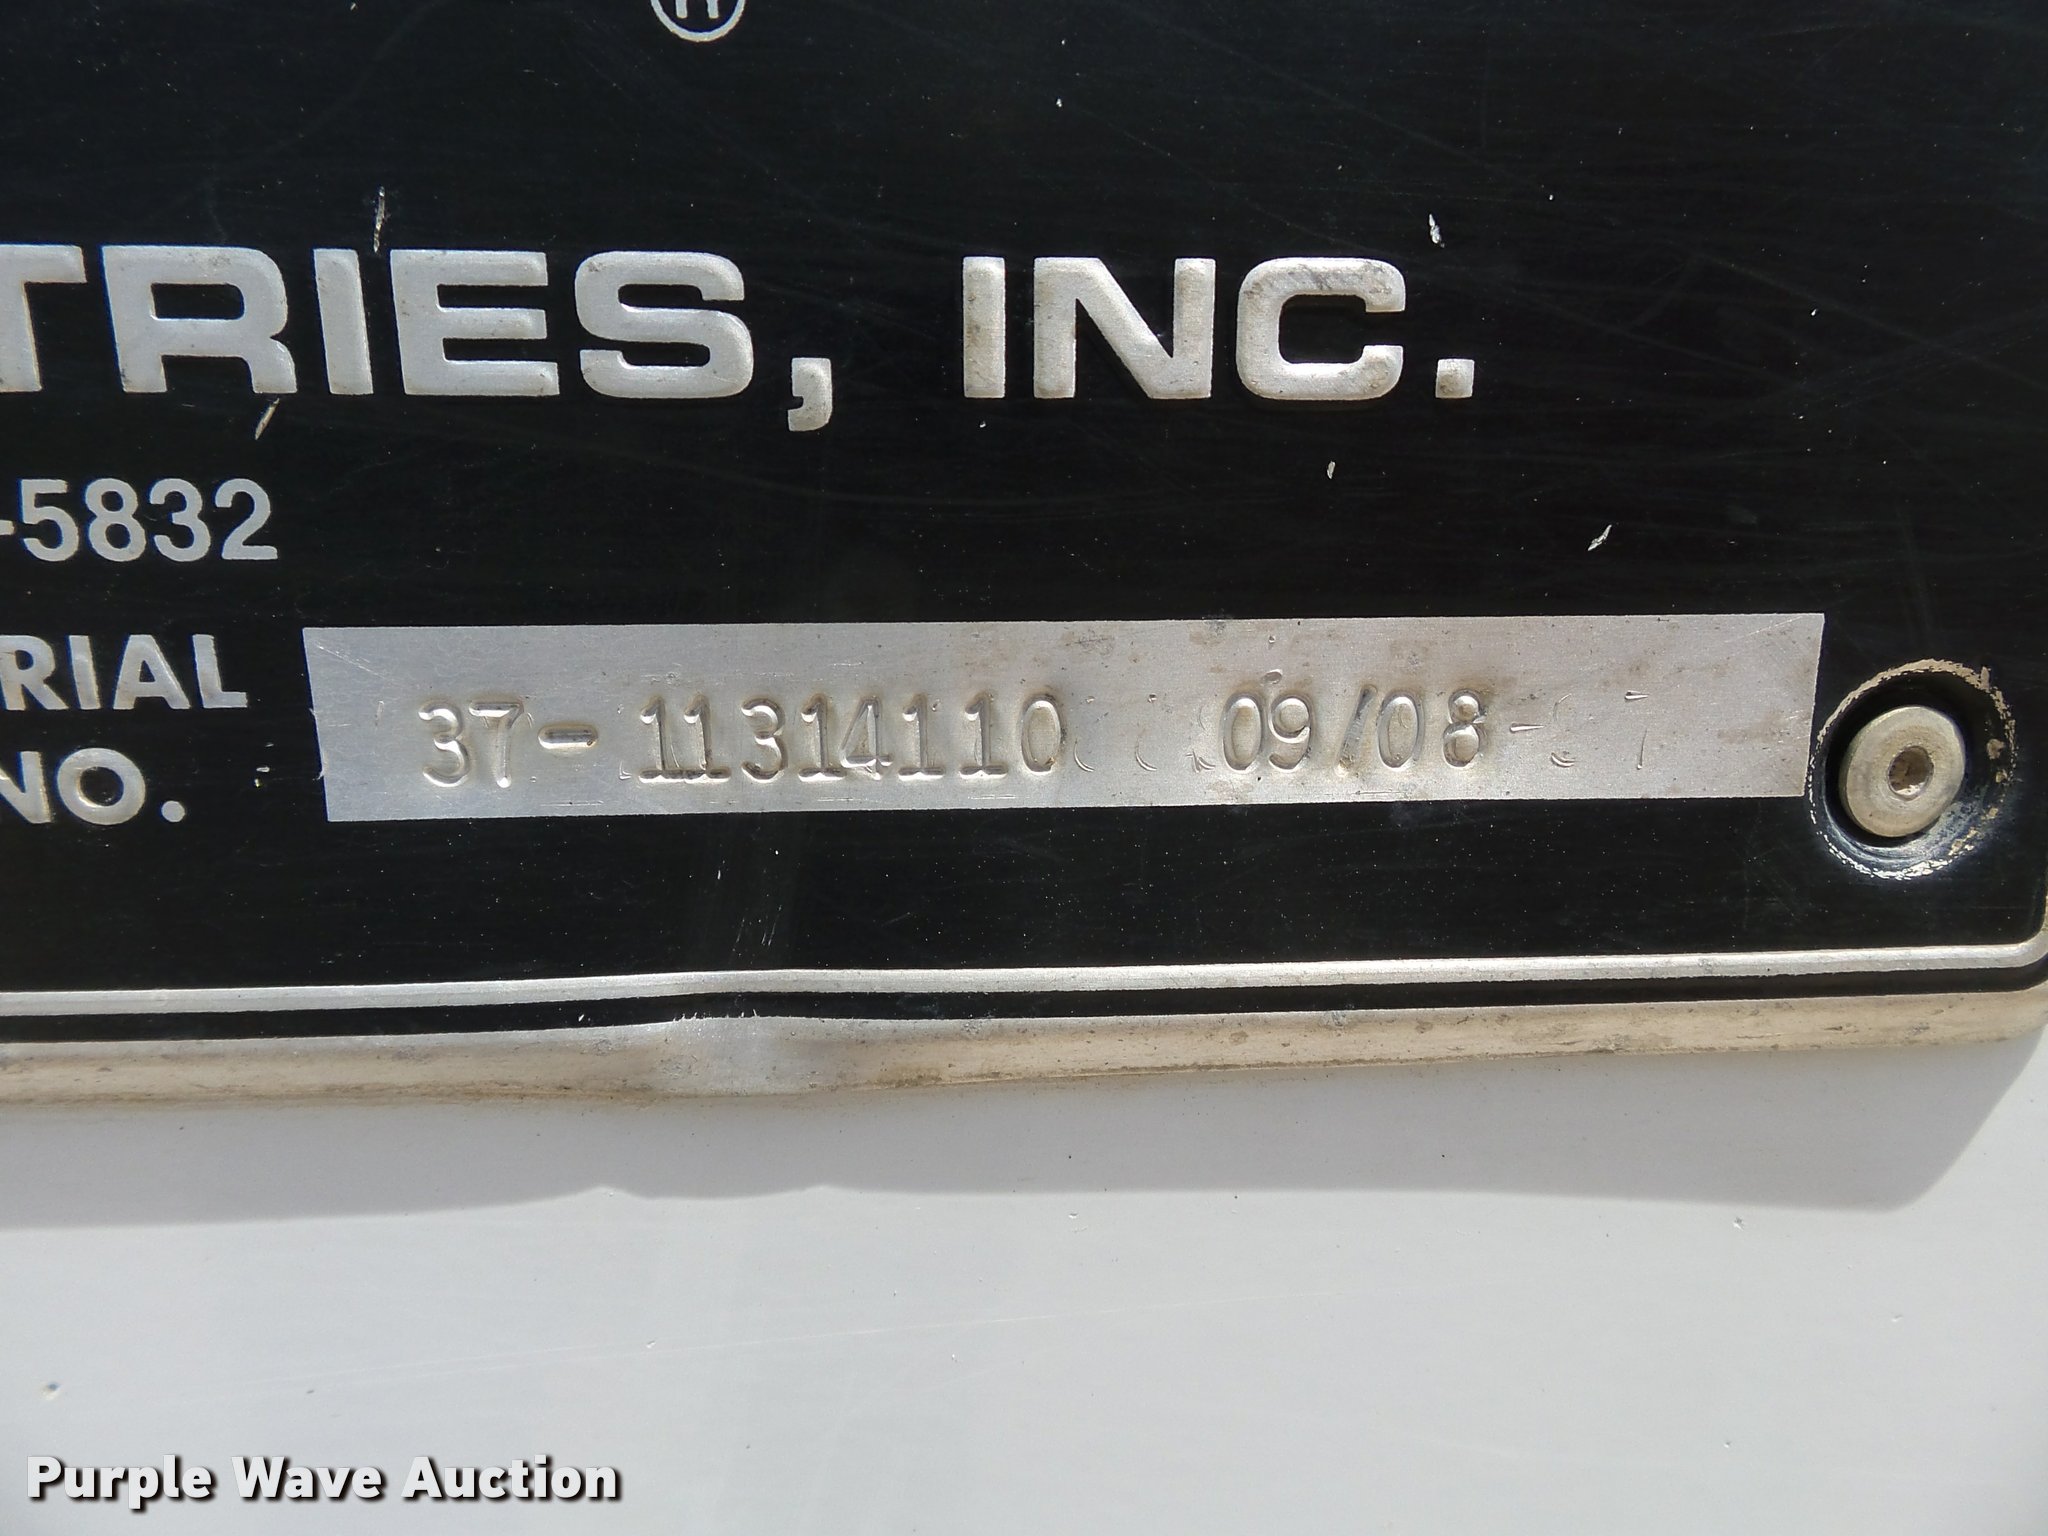 ®
TRIES, INC.
-5832
RIAL
NO.
37-11314110 09/08
Purple Wave Auction